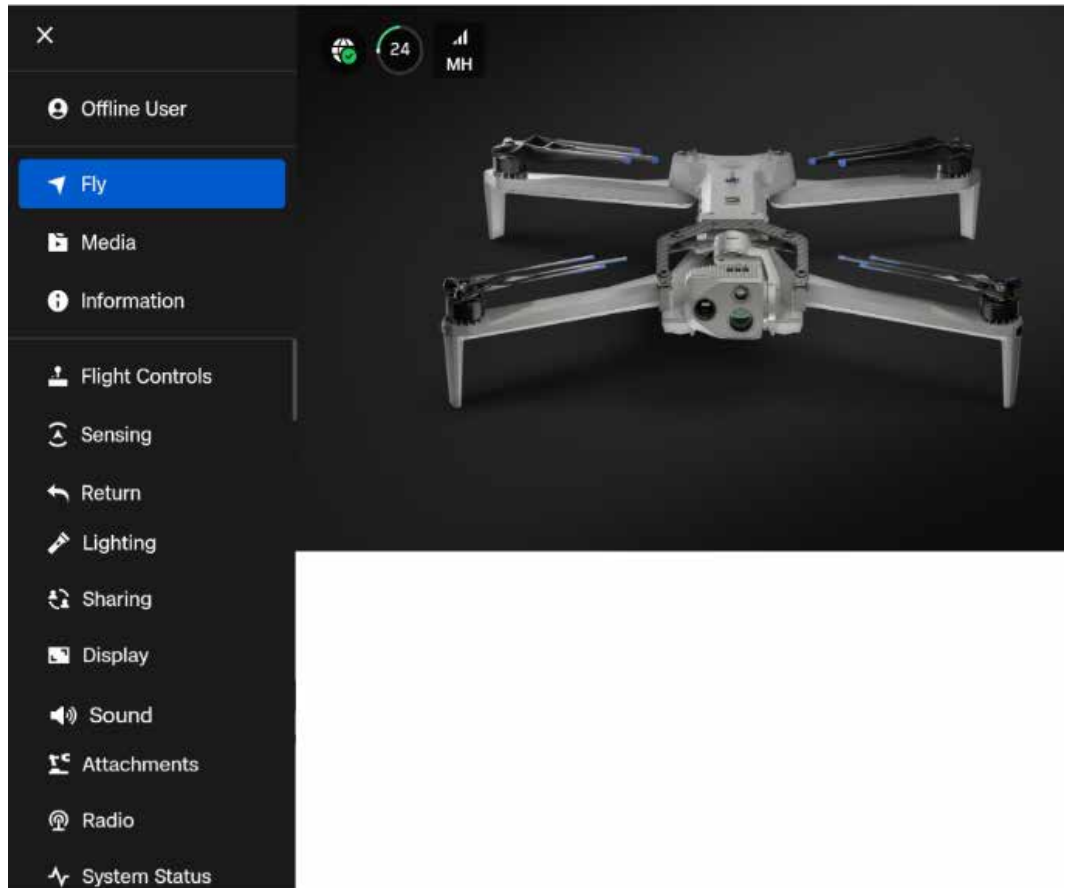 Offline User
Fly
Media
Information
Flight Controls
Sensing
Return
Lighting
Sharing
Display
Sound
Attachments
Radio
System Status
24
MH